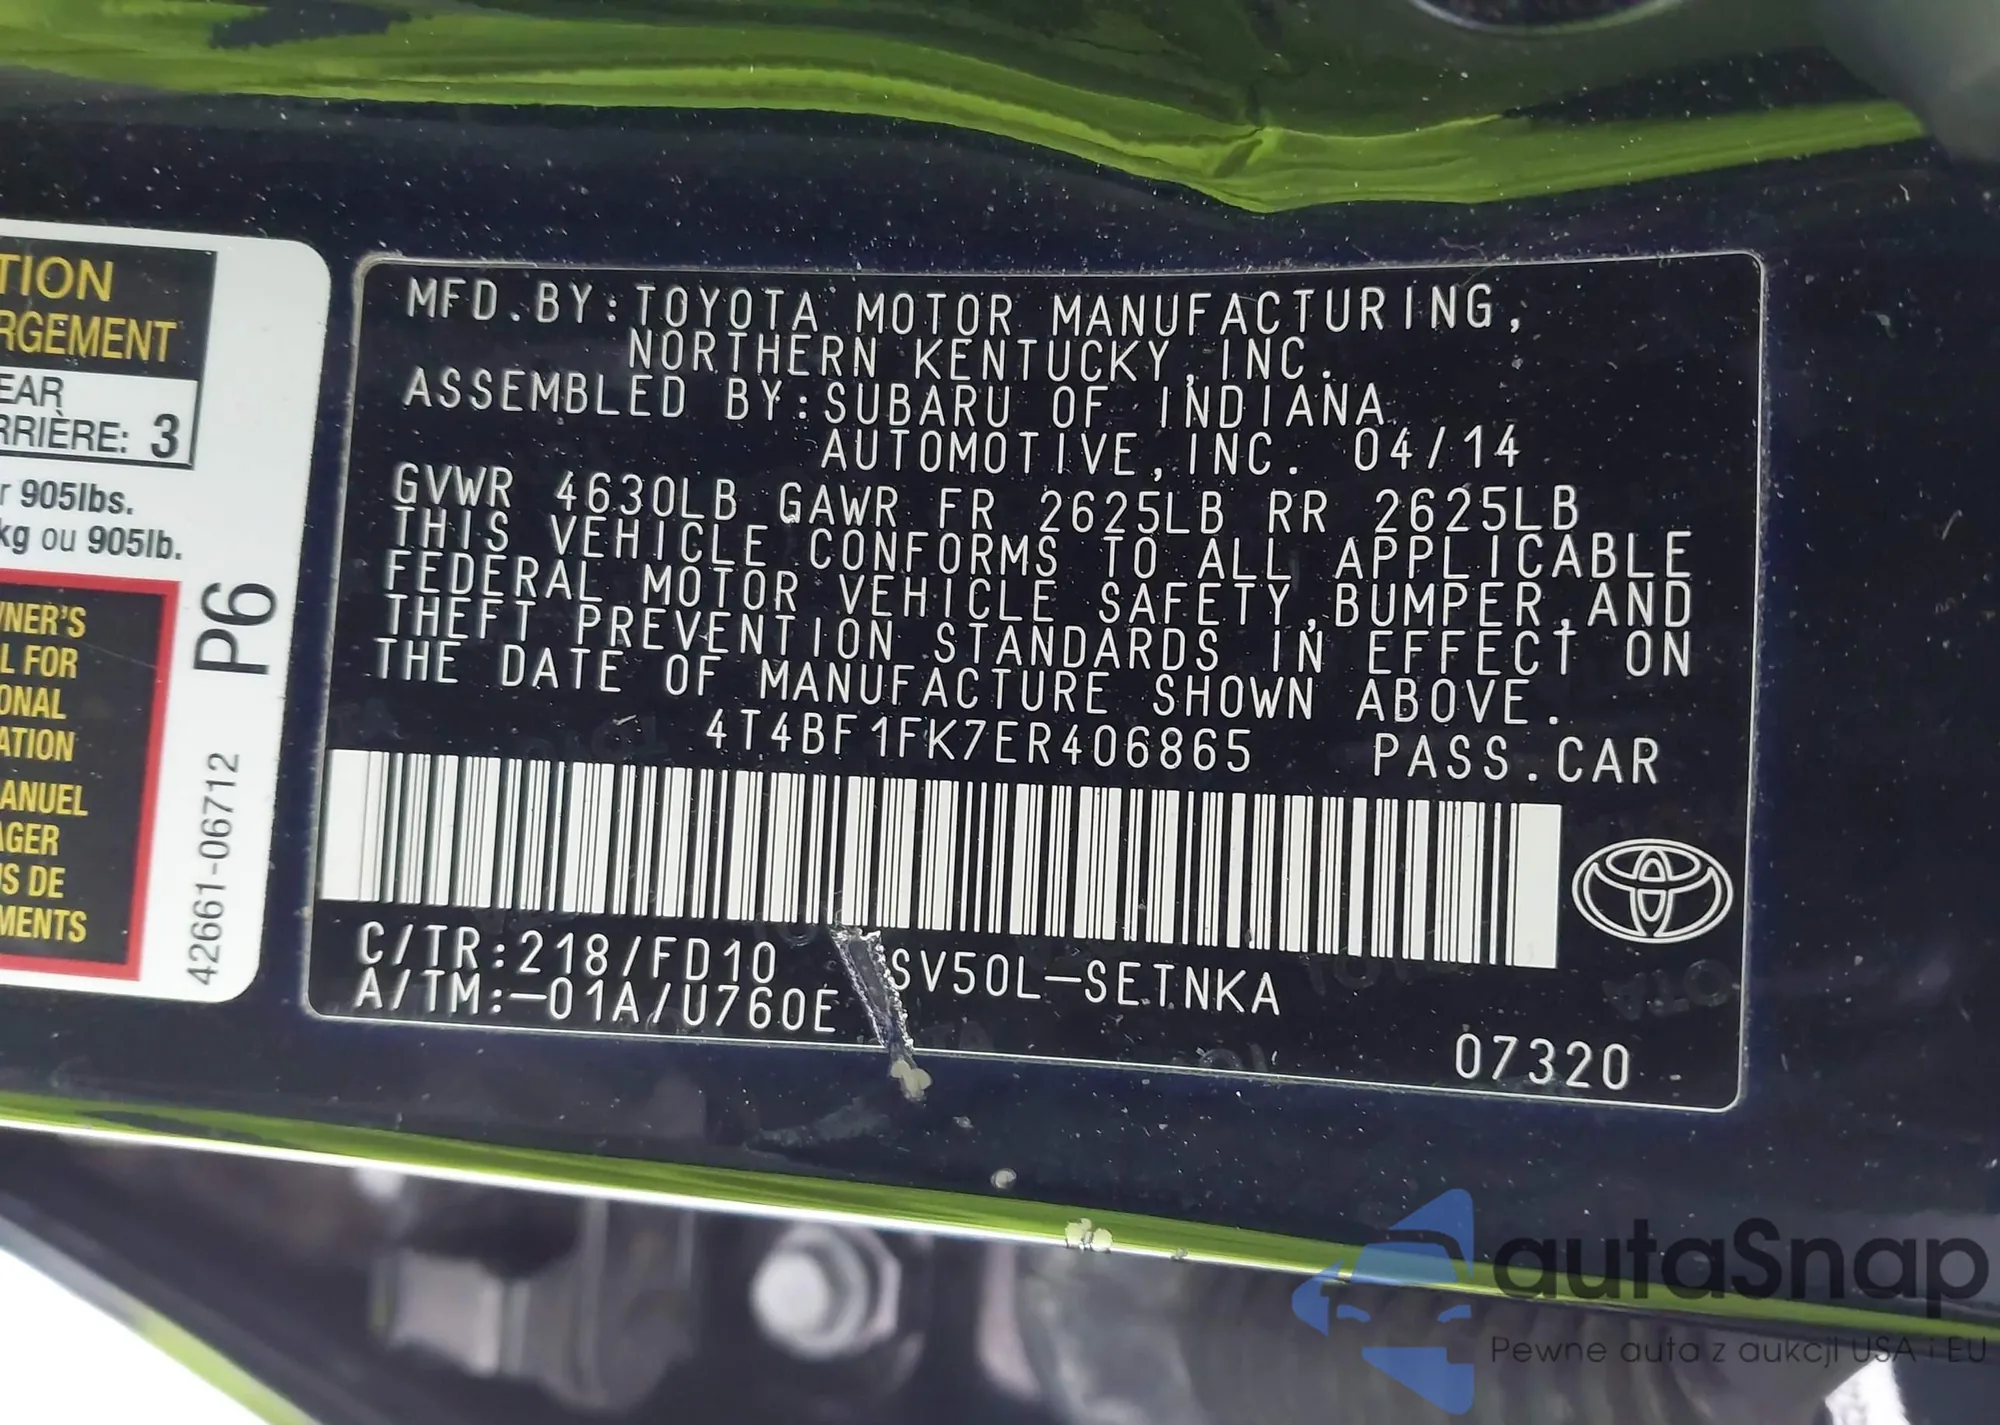 TION
RGEMENT
EAR
RRIÈRE: 3
r 905lbs.
kg ou 905lb.
WNER'S
L FOR
ONAL
ATION
ANUEL
AGER
S DE
MENTS
P6
42661-06712
MFD.BY:TOYOTA MOTOR MANUFACTURING,
NORTHERN KENTUCKY,INC.
ASSEMBLED BY:SUBARU OF INDIANA
AUTOMOTIVE,INC. 04/14
GVWR 4630LB GAWR FR 2625LB RR 2625LB
THIS VEHICLE CONFORMS TO ALL APPLICABLE
FEDERAL MOTOR VEHICLE SAFETY,BUMPER,AND
THEFT PREVENTION STANDARDS IN EFFECT ON
THE DATE OF MANUFACTURE SHOWN ABOVE.
4T4BF1FK7ER406865 PASS.CAR
C/TR:218/FD10 SV50L-SETNKA
A/TM:-01A/U760E
07320
autaSnap
Pewne auta z aukcji USA i EU